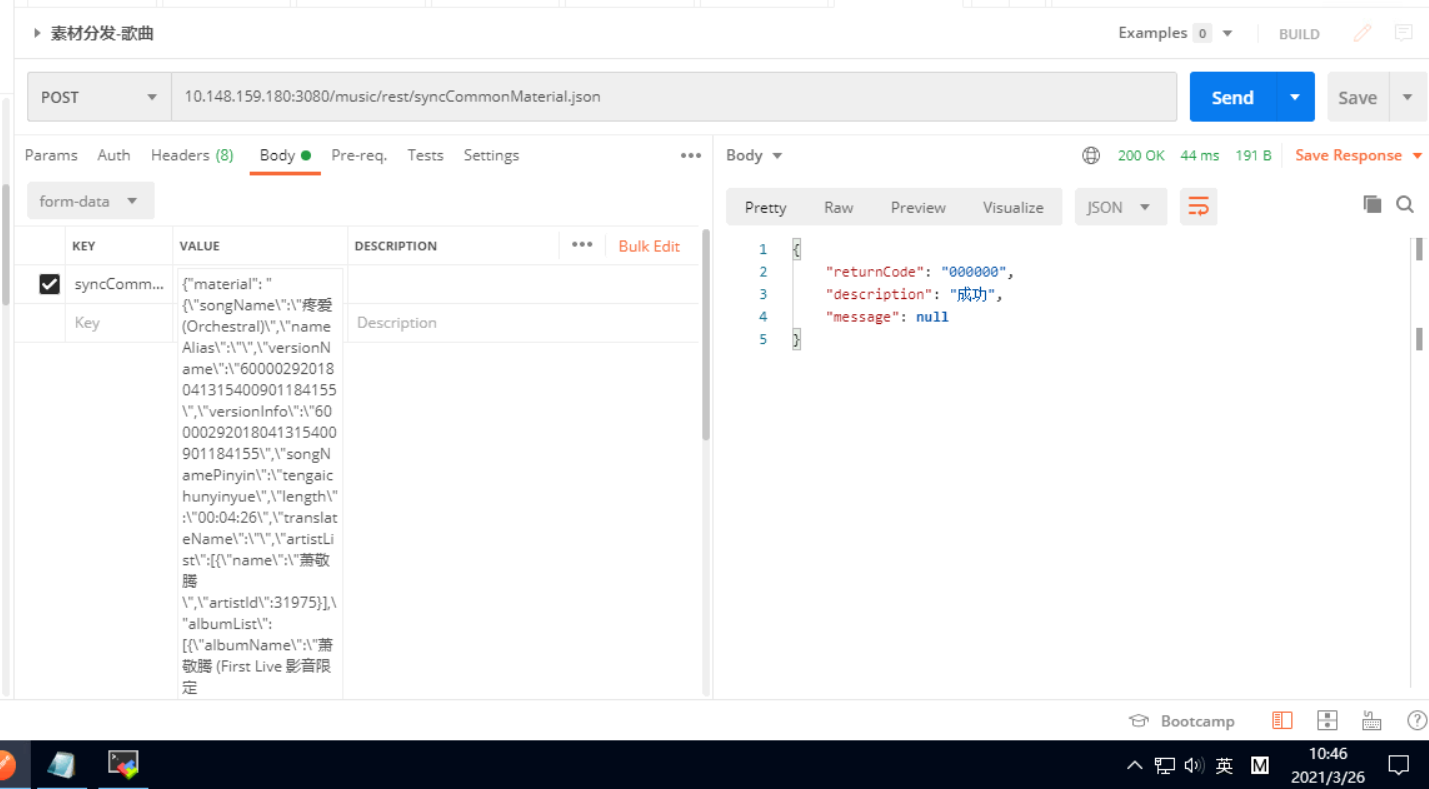 素材分发-歌曲
Examples 0
BUILD
POST
10.148.159.180:3080/music/rest/syncCommonMaterial.json
Send
Save
Params Auth Headers (8) Body Pre-req. Tests Settings
form-data
KEY VALUE DESCRIPTION Bulk Edit
syncComm...
{"material": "
{\"songName\":\"疼爱
(Orchestral)\",\"name
Alias\":\"\",\"versionN
ame\":\"60000292018
041315400901184155
\",\"versionInfo\":\"60
0002920180413154 00
901184155\",\"songN
amePinyin\":\"tengaic
hunyinyue\",\"length\"
:\"00:04:26\",\"translat
eName\":\"\",\"artistLi
st\":[{\"name\":\"萧敬
腾
\",\"artistId\":31975}],\
"albumList\":
[{\"albumName\":\"萧
敬腾 (First Live 影音限
定
Key
Description
Body
200 OK 44 ms 191 B Save Response
Pretty Raw Preview Visualize JSON
1 {
2 "returnCode": "000000",
3 "description": "成功",
4 "message": null
5 }
Bootcamp
英 M
10:46
2021/3/26